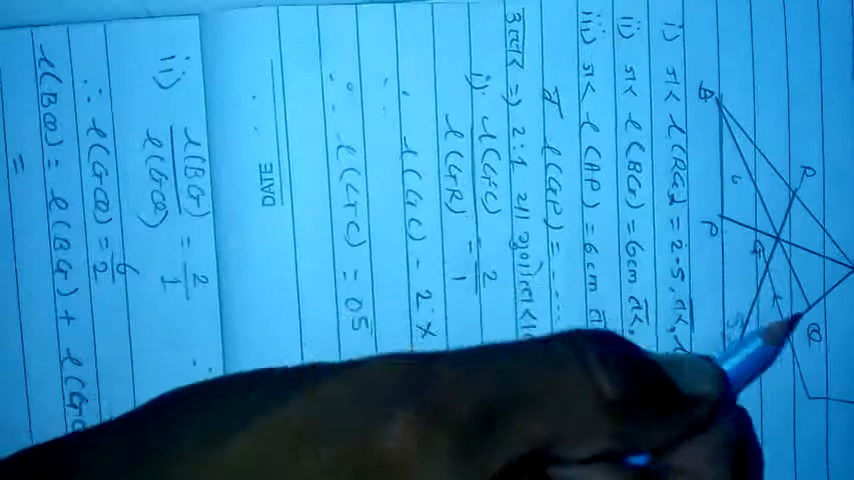 B R P G Q
6
i) जर l(RG) = 2.5, तर,
ii) जर l(BG) = 6cm तर,
iii) जर l(AP) = 6cm
व l(GP) = ....
उत्तर => 2:1 या
i) l(GC) / l(GR) = 2 / 1
l(GC) - 2 x
∴ l(GC) = 05
DATE
ii) l(BG) / l(GQ) = 2 / 1
∴ l(GQ) = 6/2
l(BQ) = l(BG) + l(GQ
=